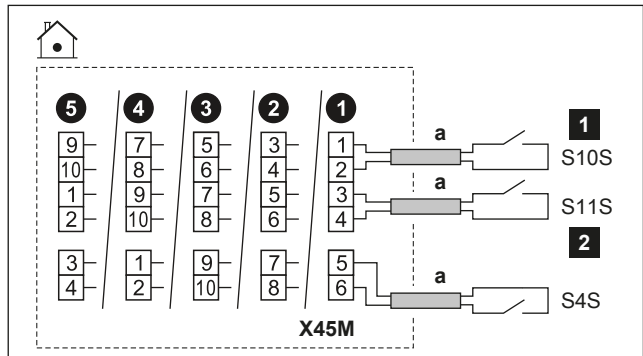 5 4 3 2 1
9 7 5 3 1
10 8 6 4 2
1 9 7 5 3
2 10 8 6 4
3 1 9 7 5
4 2 10 8 6
a
1
S10S
a
S11S
2
a
S4S
X45M